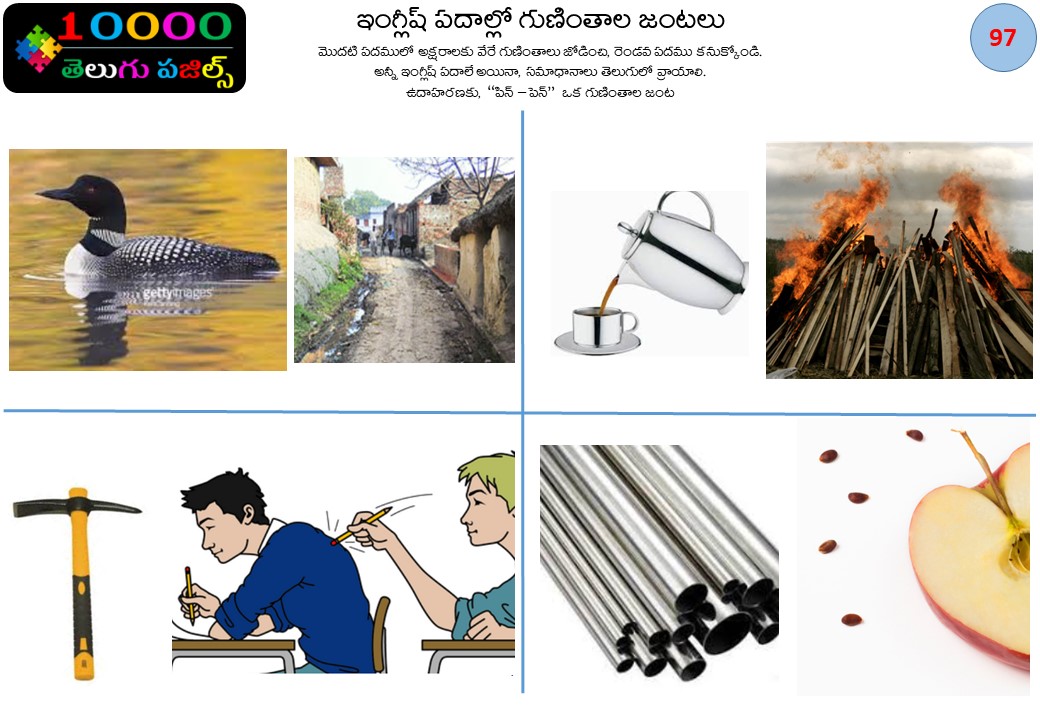 10000
తెలుగు పజిల్స్
ఇంగ్లీష్ పదాల్లో గుణింతాల జంటలు
97
మొదటి పదములో అక్షరాలకు వేరే గుణింతాలు జోడించి, రెండవ పదము కనుక్కోండి.
అన్నీ ఇంగ్లీష్ పదాలే అయినా, సమాధానాలు తెలుగులో వ్రాయాలి.
ఉదాహరణకు, “పిన్ – పెన్” ఒక గుణింతాల జంట
gettyimages